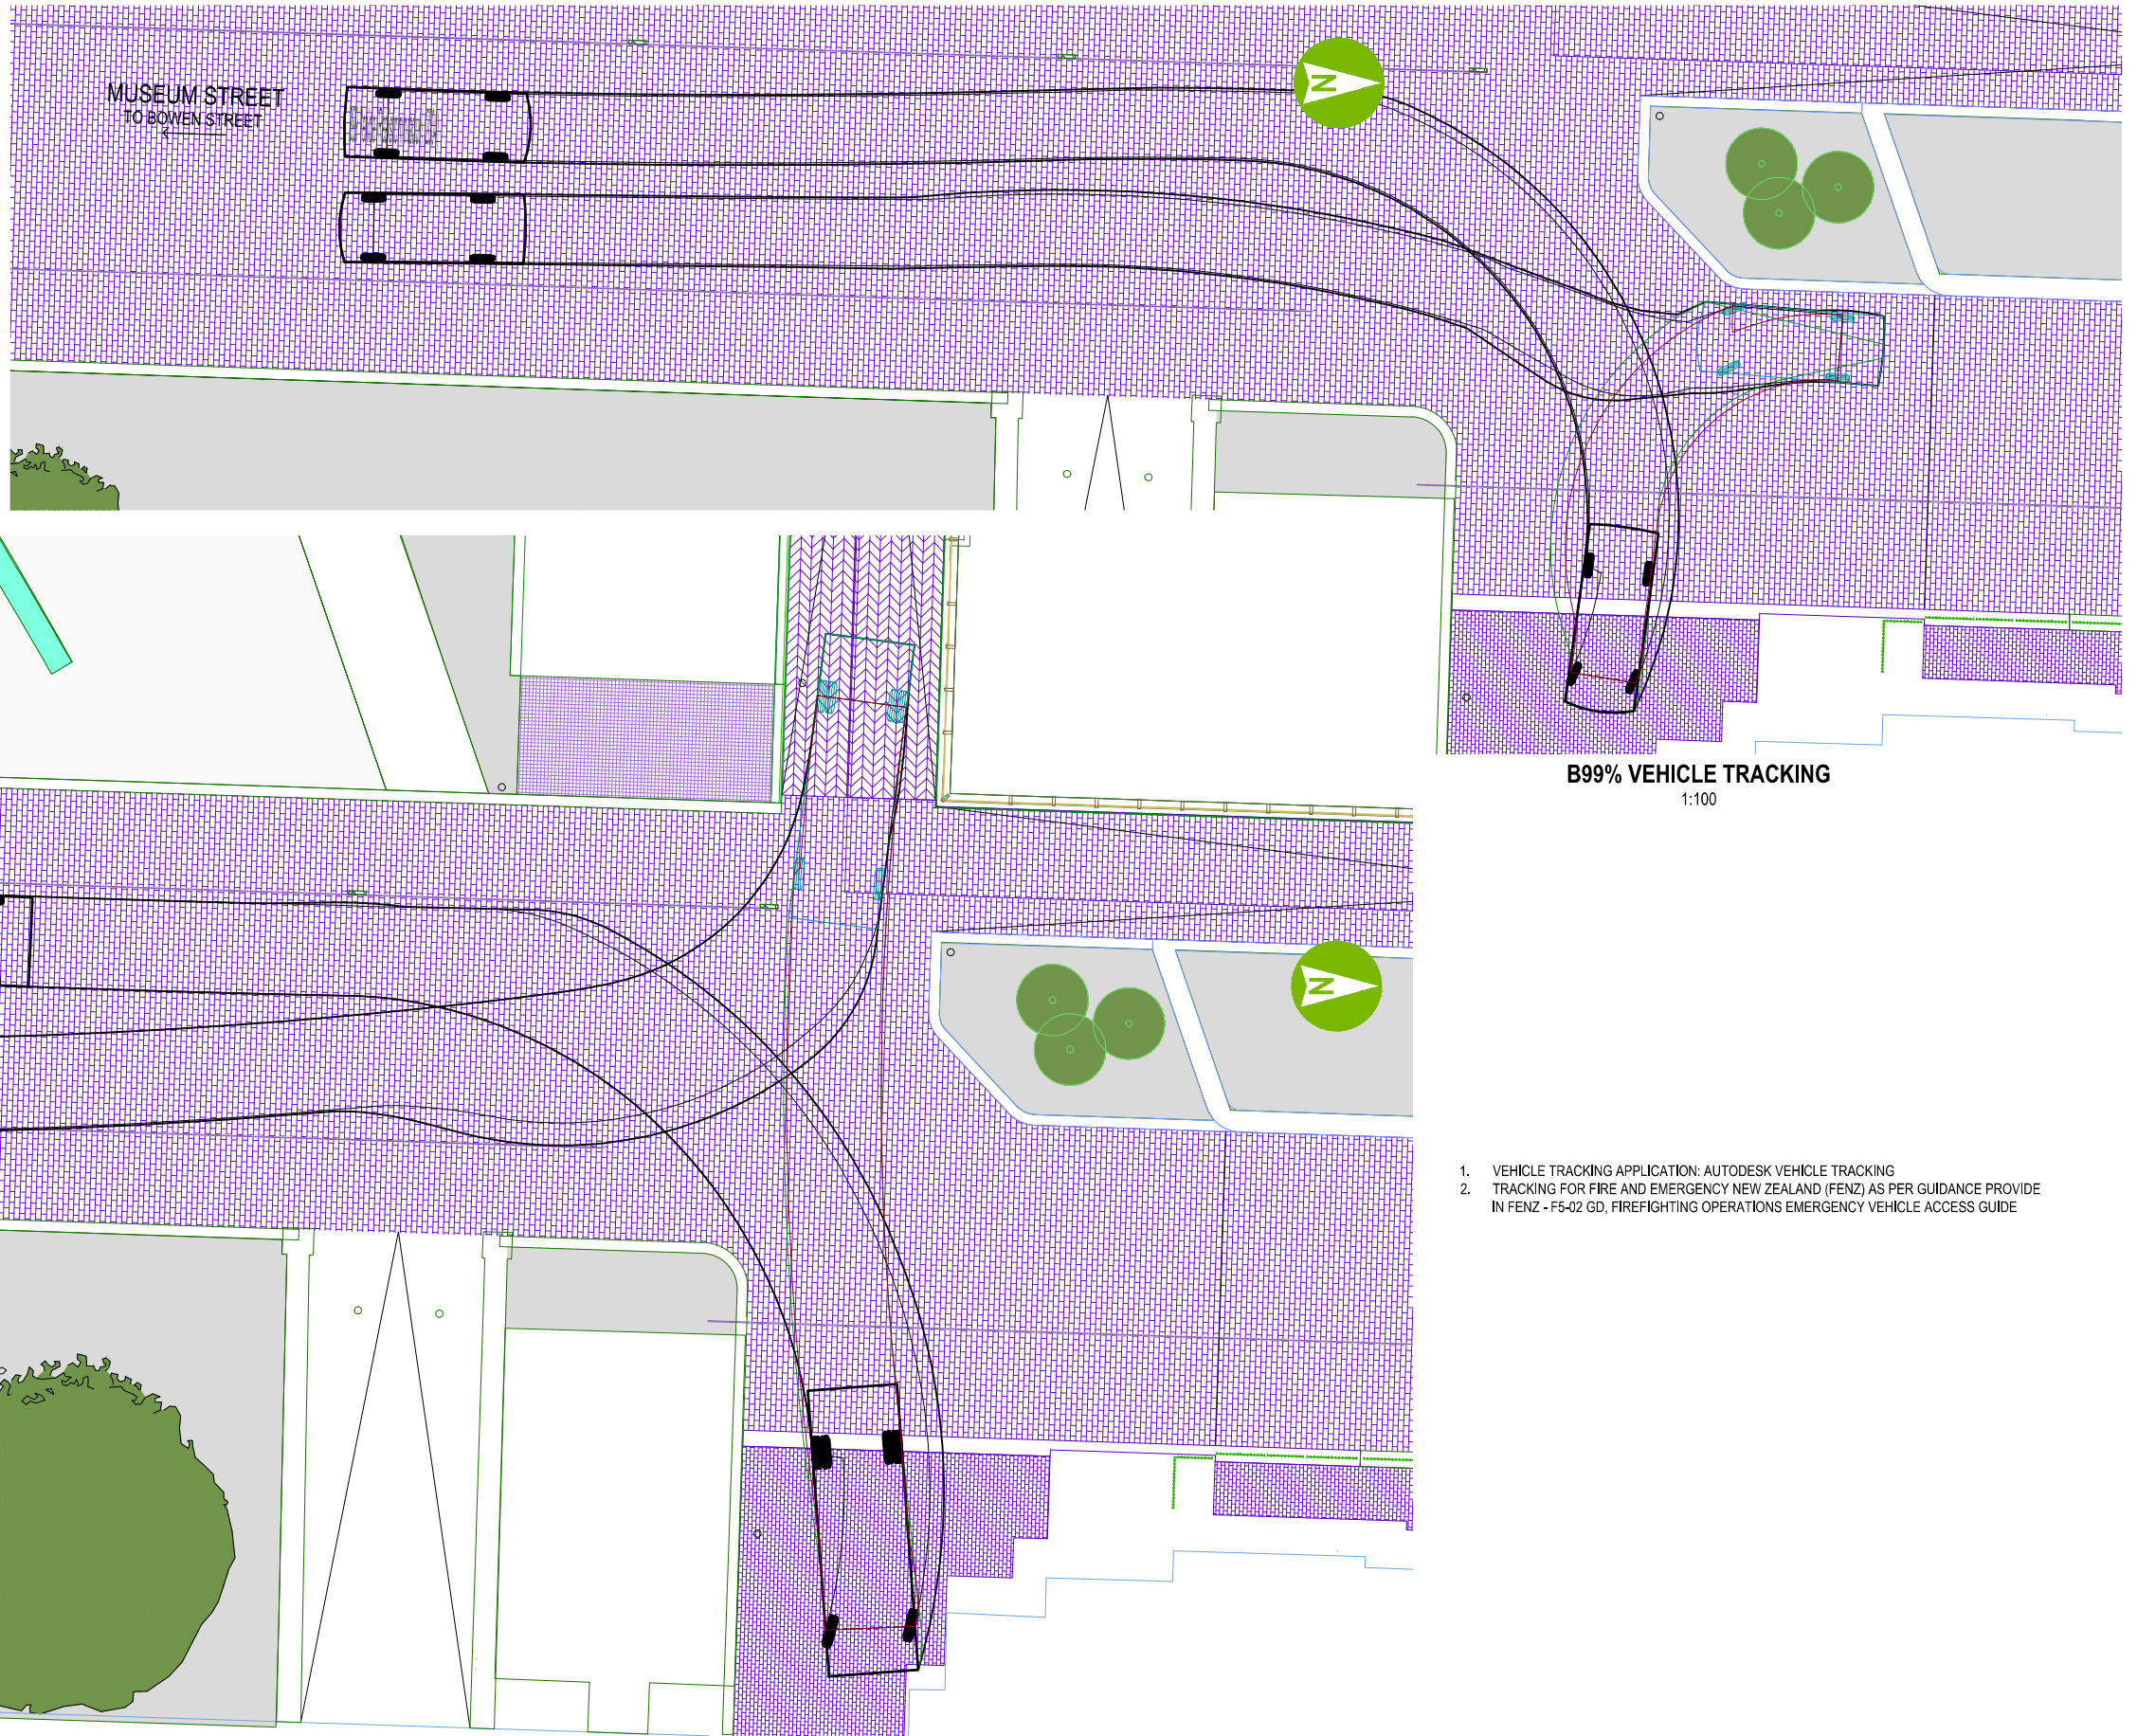 MUSEUM STREET
TO BOWEN STREET
N
B99% VEHICLE TRACKING
1:100
N
1. VEHICLE TRACKING APPLICATION: AUTODESK VEHICLE TRACKING
2. TRACKING FOR FIRE AND EMERGENCY NEW ZEALAND (FENZ) AS PER GUIDANCE PROVIDE
IN FENZ - F5-02 GD, FIREFIGHTING OPERATIONS EMERGENCY VEHICLE ACCESS GUIDE